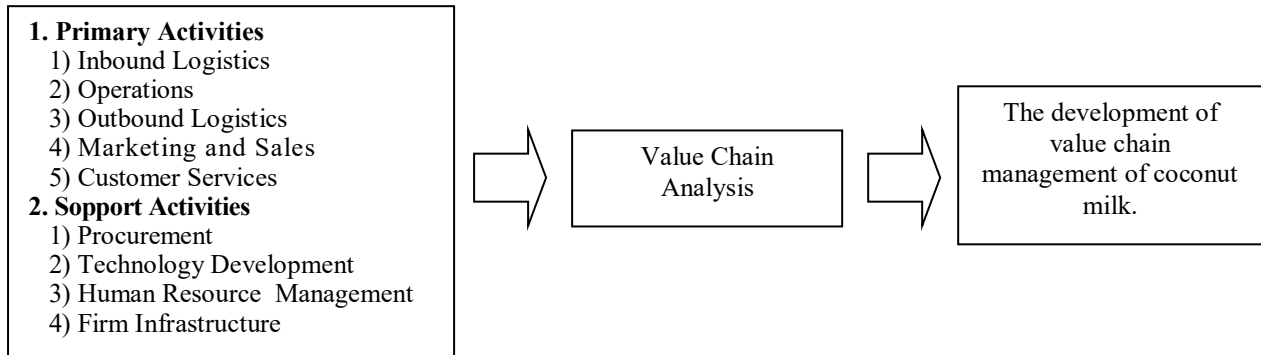 1. Primary Activities
1) Inbound Logistics
2) Operations
3) Outbound Logistics
4) Marketing and Sales
5) Customer Services
2. Sopport Activities
1) Procurement
2) Technology Development
3) Human Resource Management
4) Firm Infrastructure
Value Chain
Analysis
The development of
value chain
management of coconut
milk.